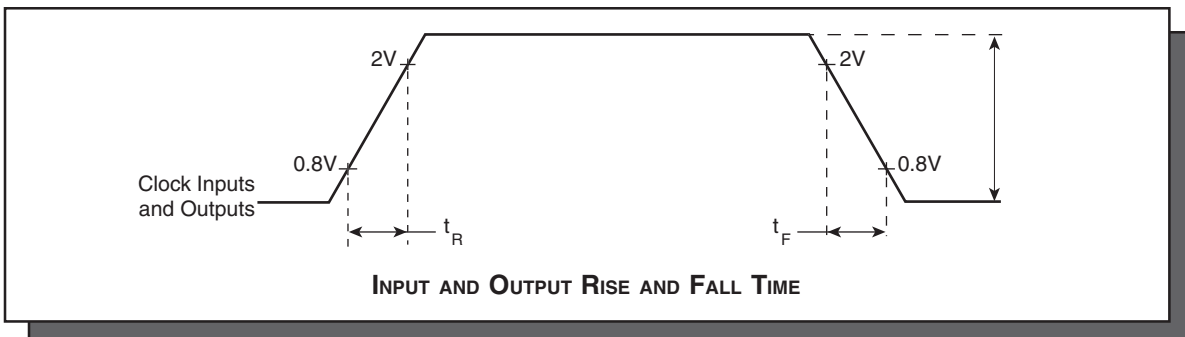 2V
2V
0.8V
0.8V
Clock Inputs
and Outputs
tR
tF
INPUT AND OUTPUT RISE AND FALL TIME